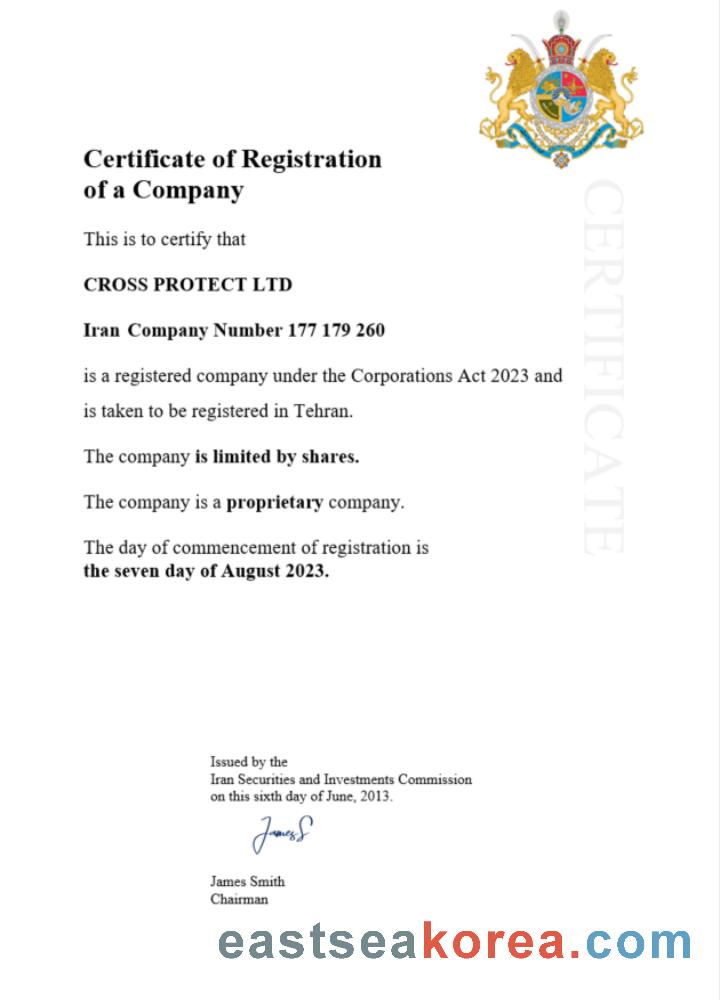 Certificate of Registration
of a Company
This is to certify that
CROSS PROTECT LTD
Iran Company Number 177 179 260
is a registered company under the Corporations Act 2023 and
is taken to be registered in Tehran.
The company is limited by shares.
The company is a proprietary company.
The day of commencement of registration is
the seven day of August 2023.
CERTIFICATE
Issued by the
Iran Securities and Investments Commission
on this sixth day of June, 2013.
JamesS
James Smith
Chairman
eastseakorea.com